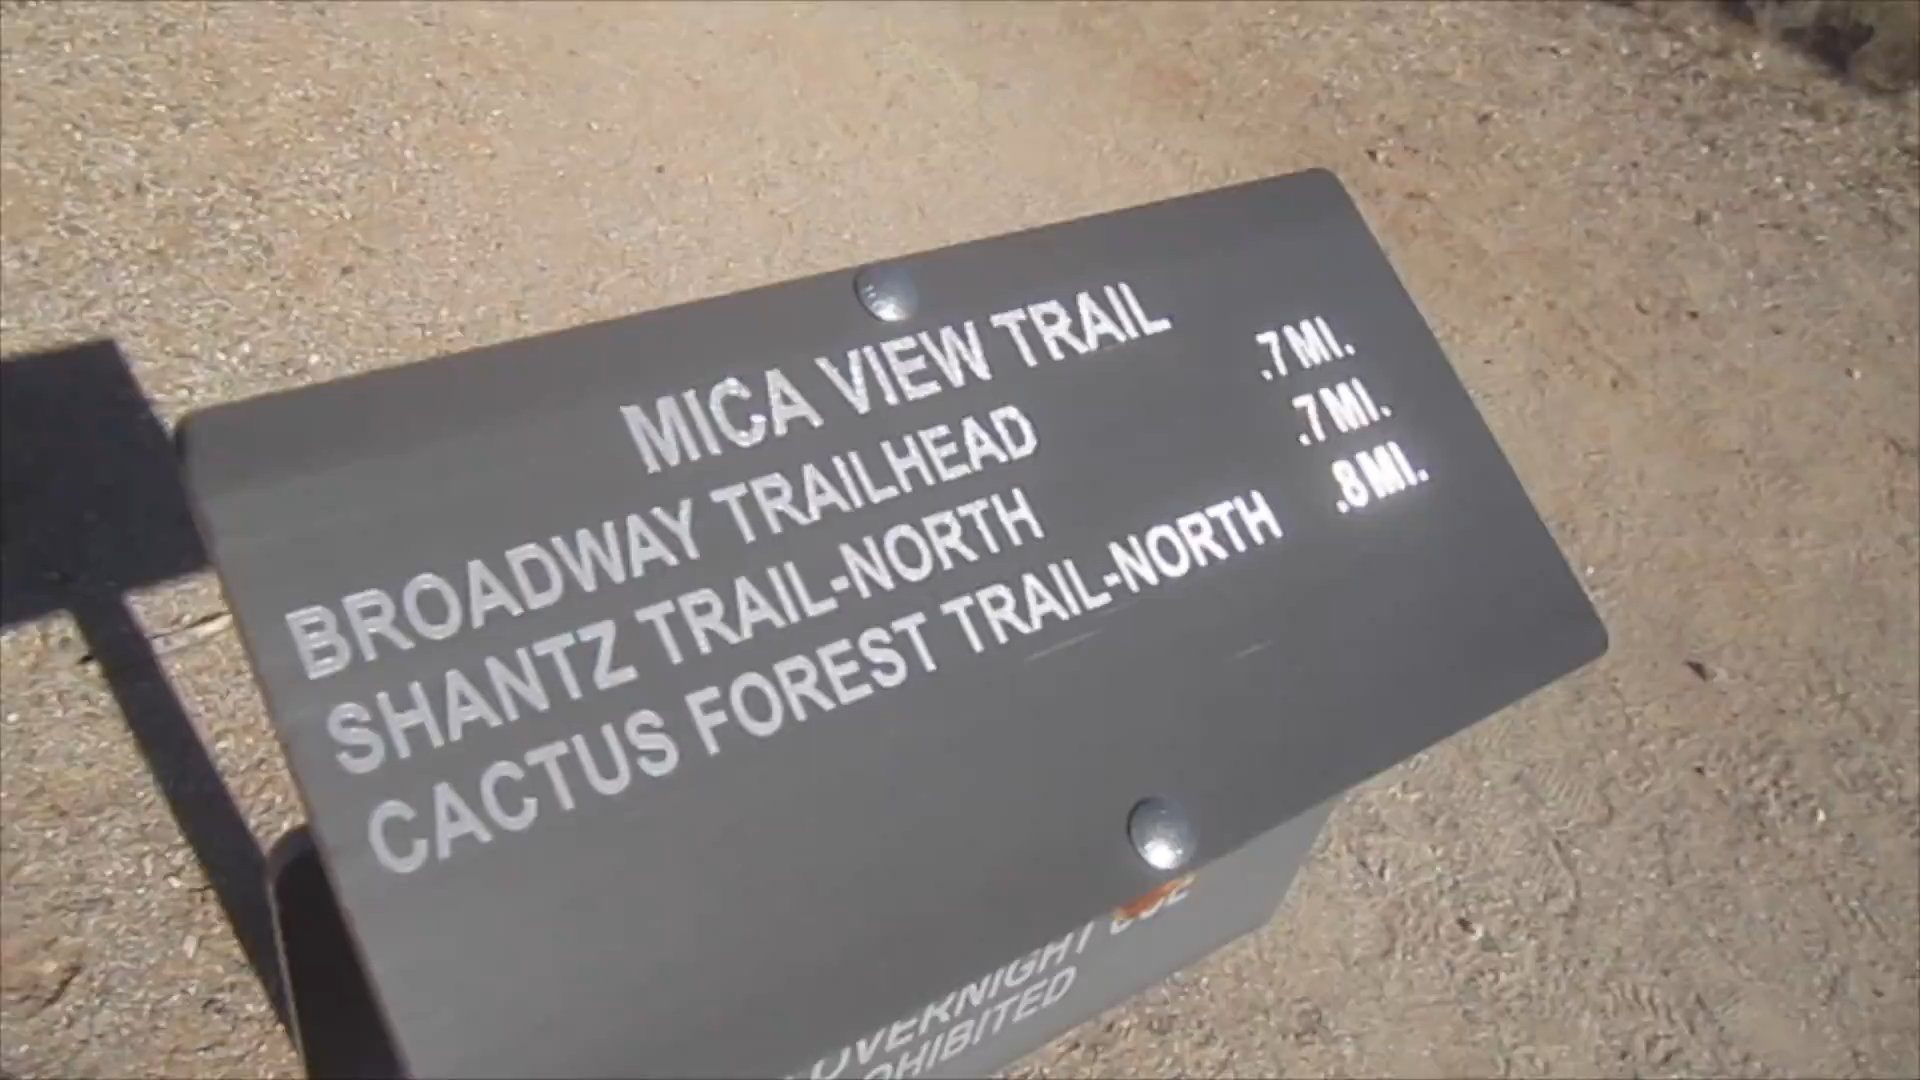 MICA VIEW TRAIL
BROADWAY TRAILHEAD .7 MI.
SHANTZ TRAIL-NORTH .7 MI.
CACTUS FOREST TRAIL-NORTH .8 MI.
OVERNIGHT